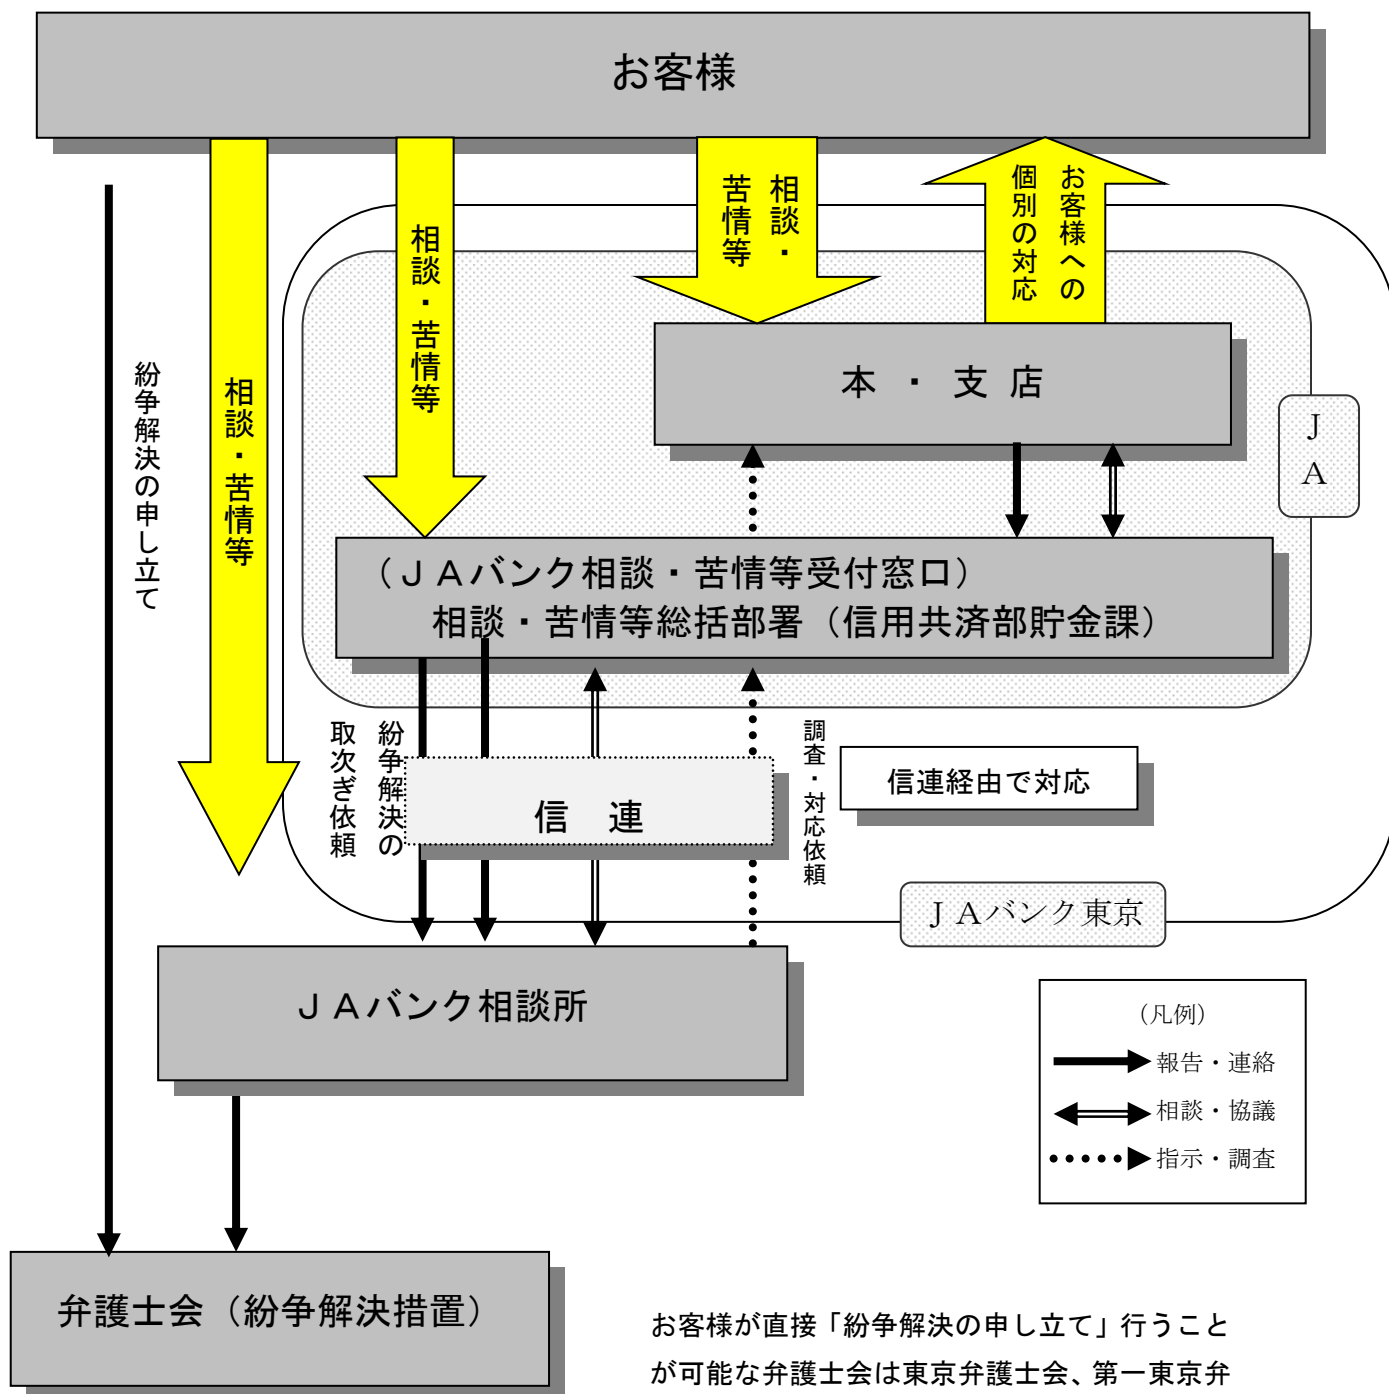 お客様
相談・苦情等
相談・苦情等
相談・
苦情等
お客様への
個別の対応
紛争解決の申し立て
本・支店
JA
（ＪＡバンク相談・苦情等受付窓口）
相談・苦情等総括部署（信用共済部貯金課）
紛争解決の
取次ぎ依頼
信　連
調査・対応依頼
信連経由で対応
ＪＡバンク東京
ＪＡバンク相談所
（凡例）
報告・連絡
相談・協議
指示・調査
弁護士会（紛争解決措置）
お客様が直接「紛争解決の申し立て」行うこと
が可能な弁護士会は東京弁護士会、第一東京弁